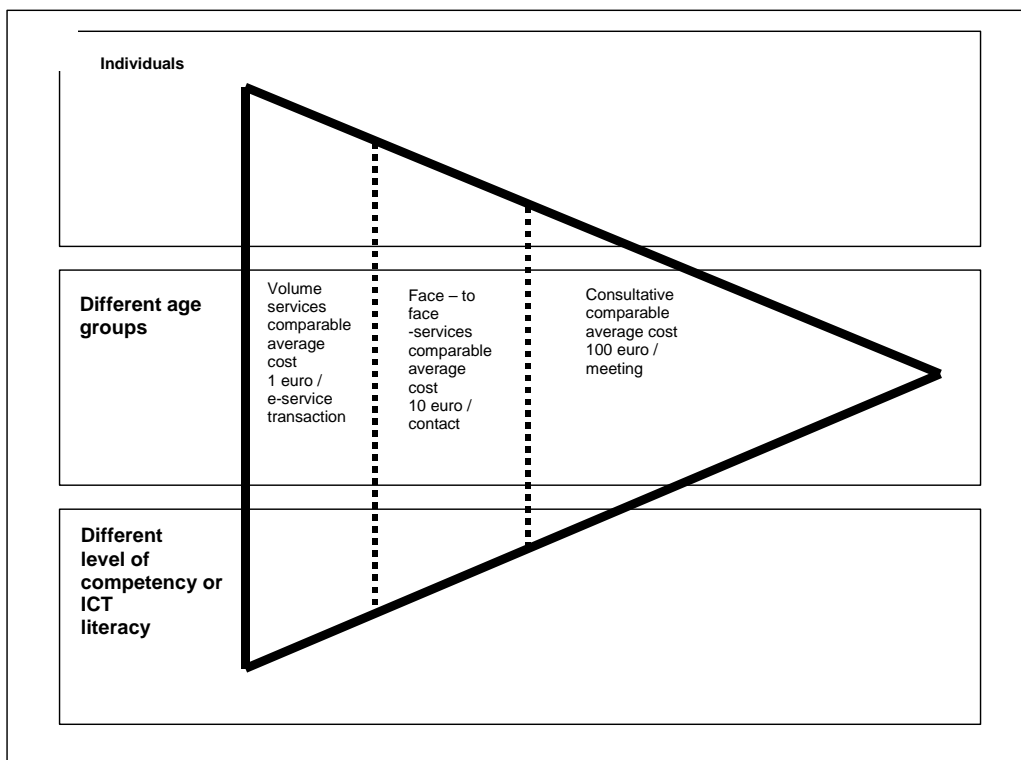 Individuals
Different age
groups
Volume
services
comparable
average
cost
1 euro /
e-service
transaction
Face – to
face
-services
comparable
average
cost
10 euro /
contact
Consultative
comparable
average cost
100 euro /
meeting
Different
level of
competency or
ICT
literacy